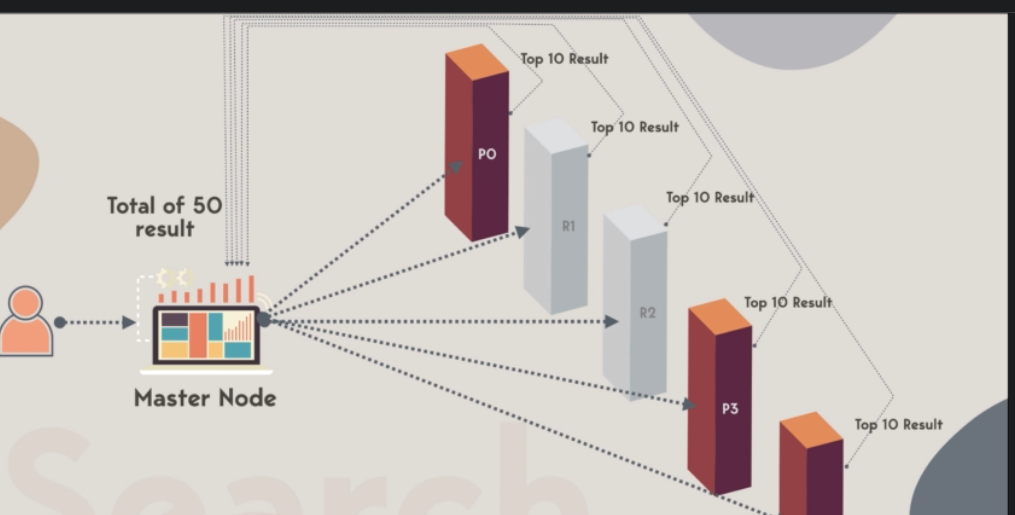 Top 10 Result
P0
Top 10 Result
R1
Top 10 Result
R2
Top 10 Result
P3
Top 10 Result
Total of 50
result
Master Node
Search